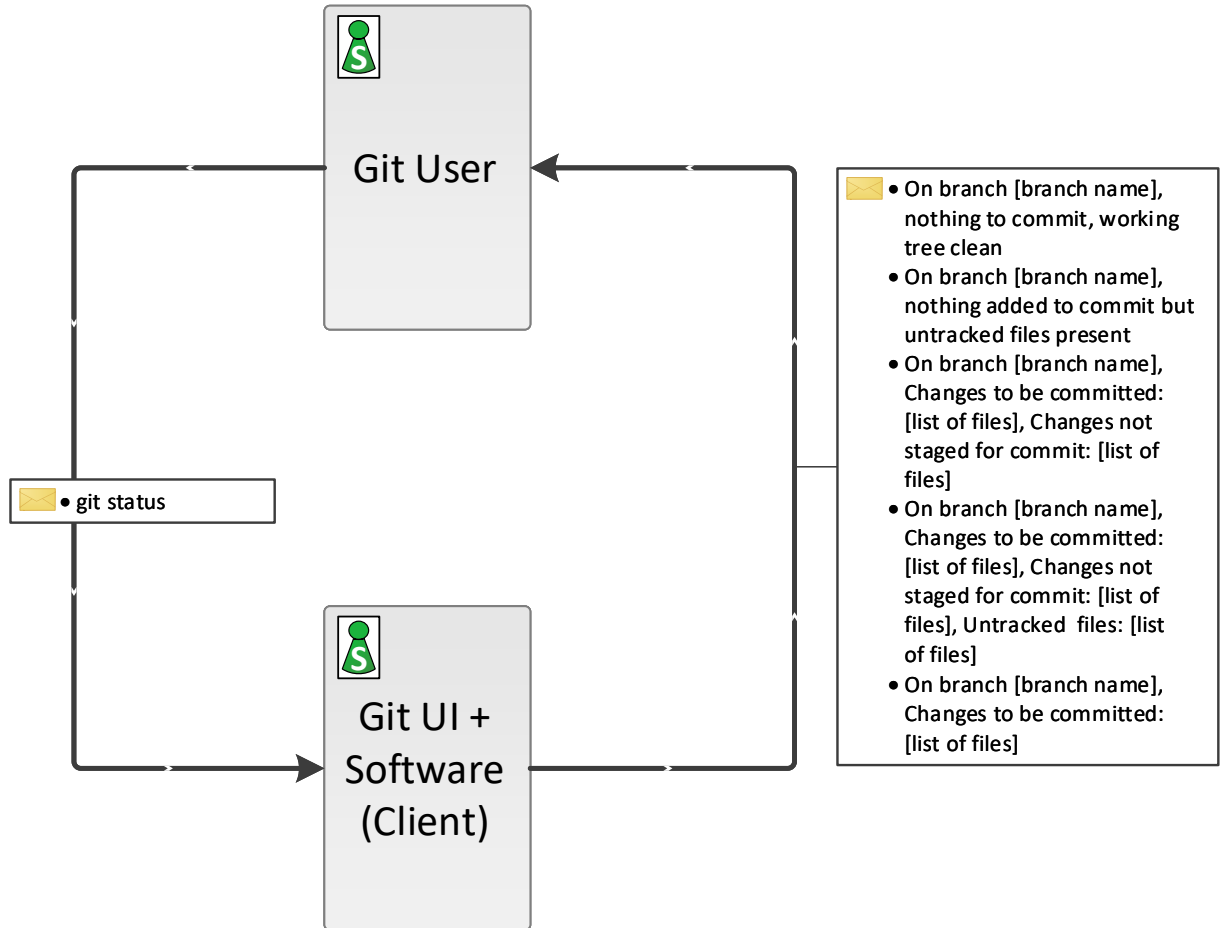 S
Git User
• On branch [branch name],
nothing to commit, working
tree clean
• On branch [branch name],
nothing added to commit but
untracked files present
• On branch [branch name],
Changes to be committed:
[list of files], Changes not
staged for commit: [list of
files]
• On branch [branch name],
Changes to be committed:
[list of files], Changes not
staged for commit: [list of
files], Untracked  files: [list
of files]
• On branch [branch name],
Changes to be committed:
[list of files]
• git status
S
Git UI +
Software
(Client)